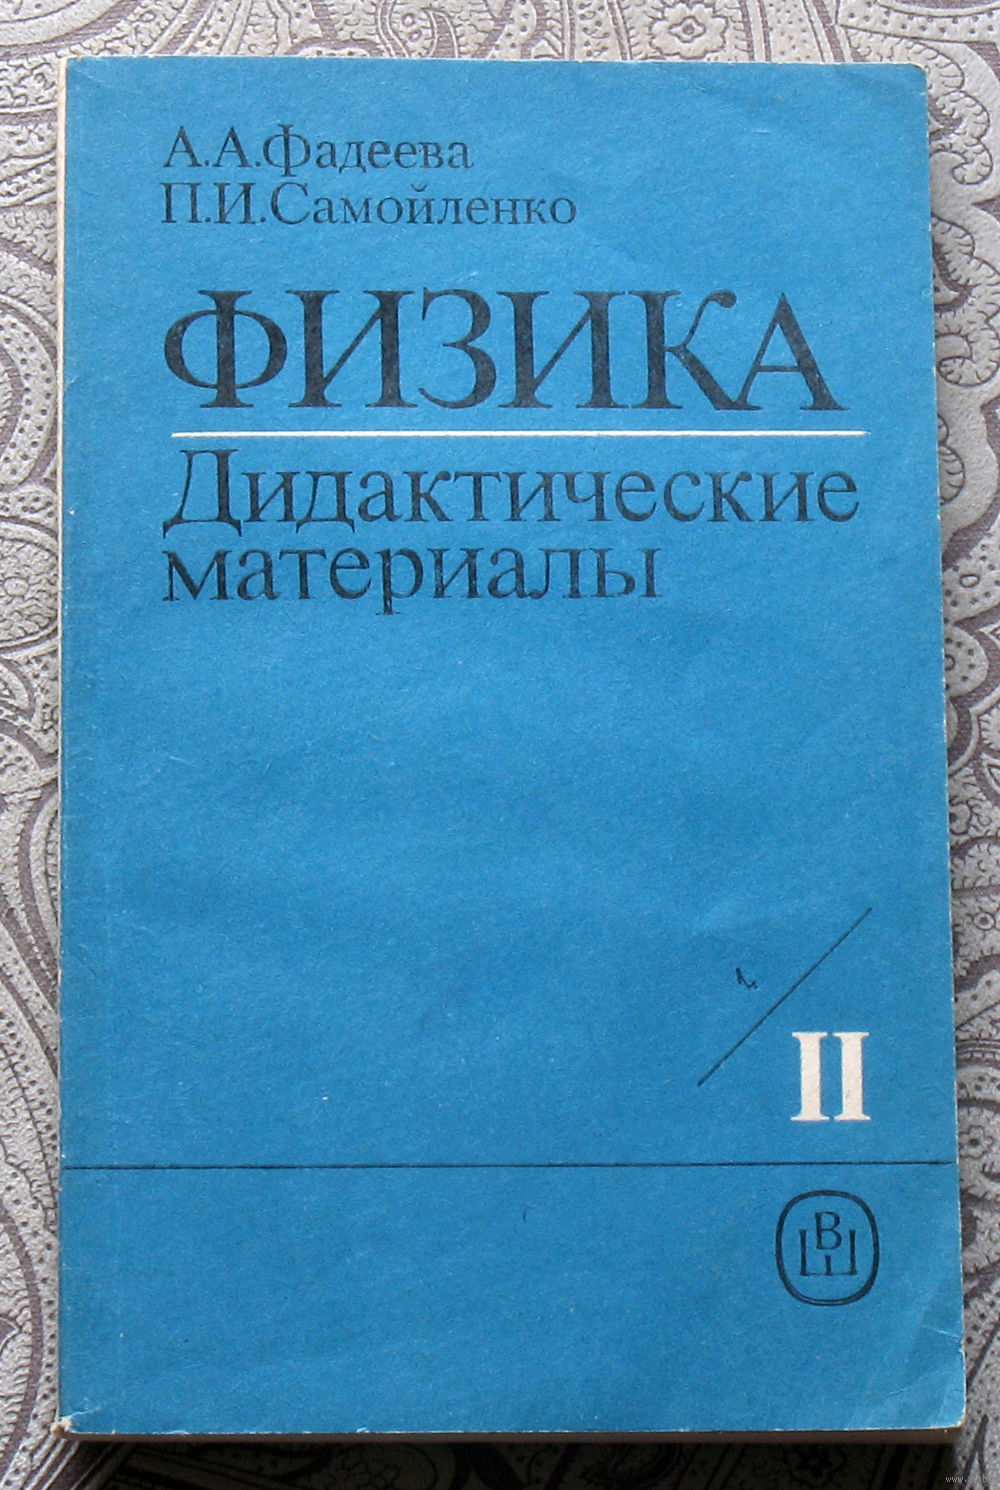 А.А.Фадеева
П.И.Самойленко
ФИЗИКА
Дидактические
материалы
II
ВШ